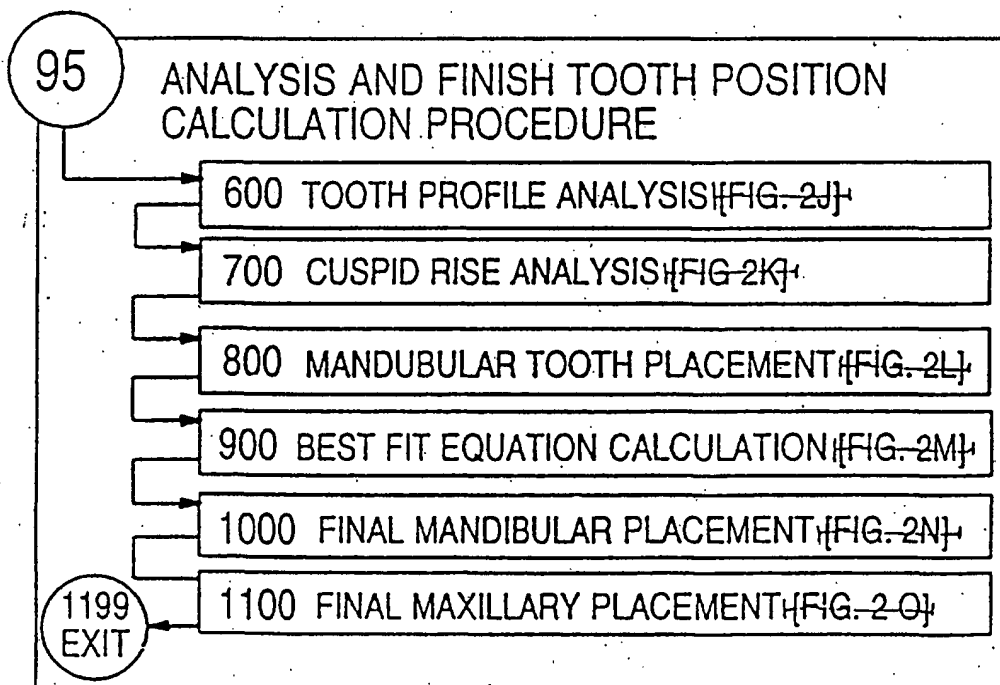 95
ANALYSIS AND FINISH TOOTH POSITION
CALCULATION PROCEDURE
600 TOOTH PROFILE ANALYSIS [FIG. 2J]
700 CUSPID RISE ANALYSIS [FIG 2K]
800 MANDUBULAR TOOTH PLACEMENT [FIG. 2L]
900 BEST FIT EQUATION CALCULATION [FIG. 2M]
1000 FINAL MANDIBULAR PLACEMENT [FIG. 2N]
1100 FINAL MAXILLARY PLACEMENT [FIG. 2 O]
1199
EXIT